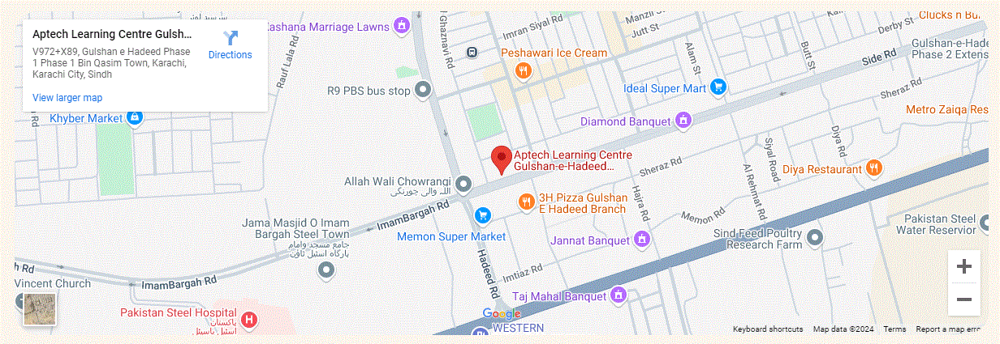 Aptech Learning Centre Gulsh...
V972+X89, Gulshan e Hadeed Phase
1 Phase 1 Bin Qasim Town, Karachi,
Karachi City, Sindh
Directions
View larger map
Kashana Marriage Lawns
Ghaznavi Rd
Imran Siyal Rd
Manzil St
Jutt St
Clucks n Bu
Derby St
Gulshan-e-Hade
Phase 2 Extens
Side Rd
Butt St
Alam St
Sheraz Rd
Peshawari Ice Cream
Rauf Lala Rd
R9 PBS bus stop
Ideal Super Mart
Metro Zaiqa Res
Khyber Market
Diamond Banquet
Diya Rd
Siyal Road
Aptech Learning Centre
Gulshan-e-Hadeed...
Sheraz Rd
Diya Restaurant
Al Rehmat Rd
Allah Wali Chowrangi
اللہ والی چورنگی
Hajra Rd
3H Pizza Gulshan
E Hadeed Branch
ImamBargah Rd
Memon Rd
Jama Masjid O Imam
Bargah Steel Town
جامع مسجد وامام
بارگاہ اسٹیل ٹاؤن
Memon Super Market
Jannat Banquet
Sind Feed Poultry
Research Farm
Pakistan Steel
Water Reservior
Hadeed Rd
Imtiaz Rd
h Rd
ImamBargah Rd
Vincent Church
Taj Mahal Banquet
Pakistan Steel Hospital
پاکستان
اسٹیل ہاسپٹل
Google
WESTERN
Keyboard shortcuts
Map data ©2024
Terms
Report a map erro